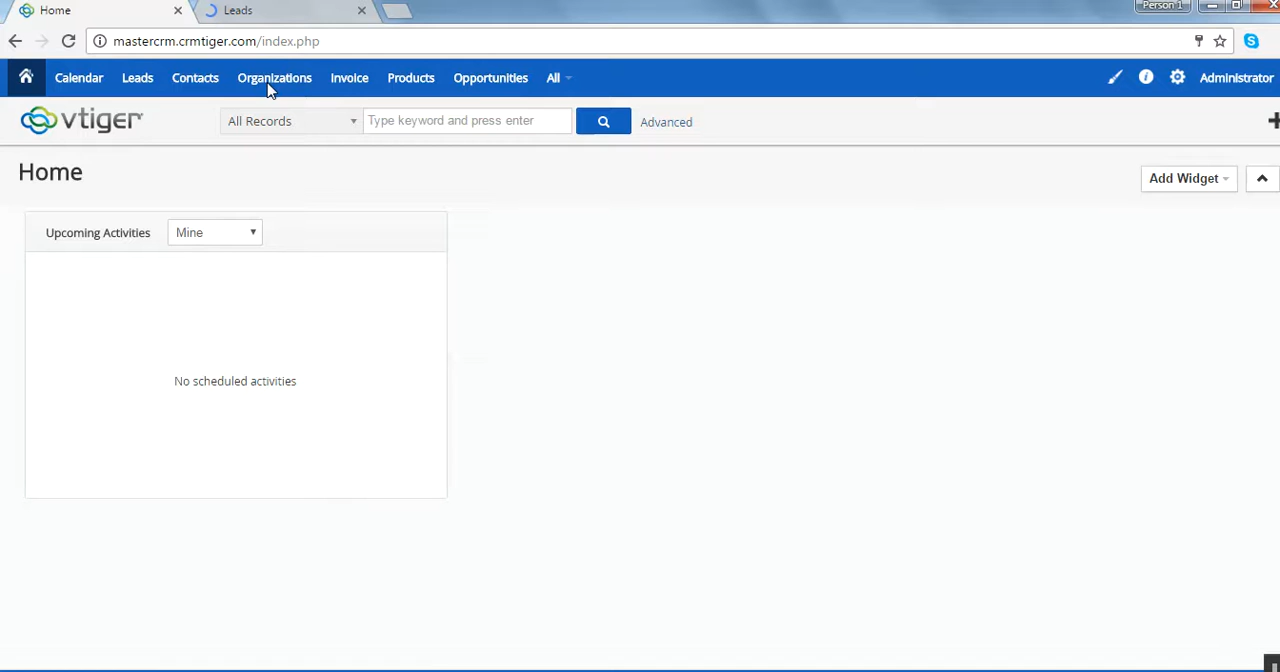 Home
Leads
Person 1
mastercrm.crmtiger.com/index.php
Calendar Leads Contacts Organizations Invoice Products Opportunities All Administrator
vtiger
All Records
Type keyword and press enter
Advanced
Home
Add Widget
Upcoming Activities
Mine
No scheduled activities